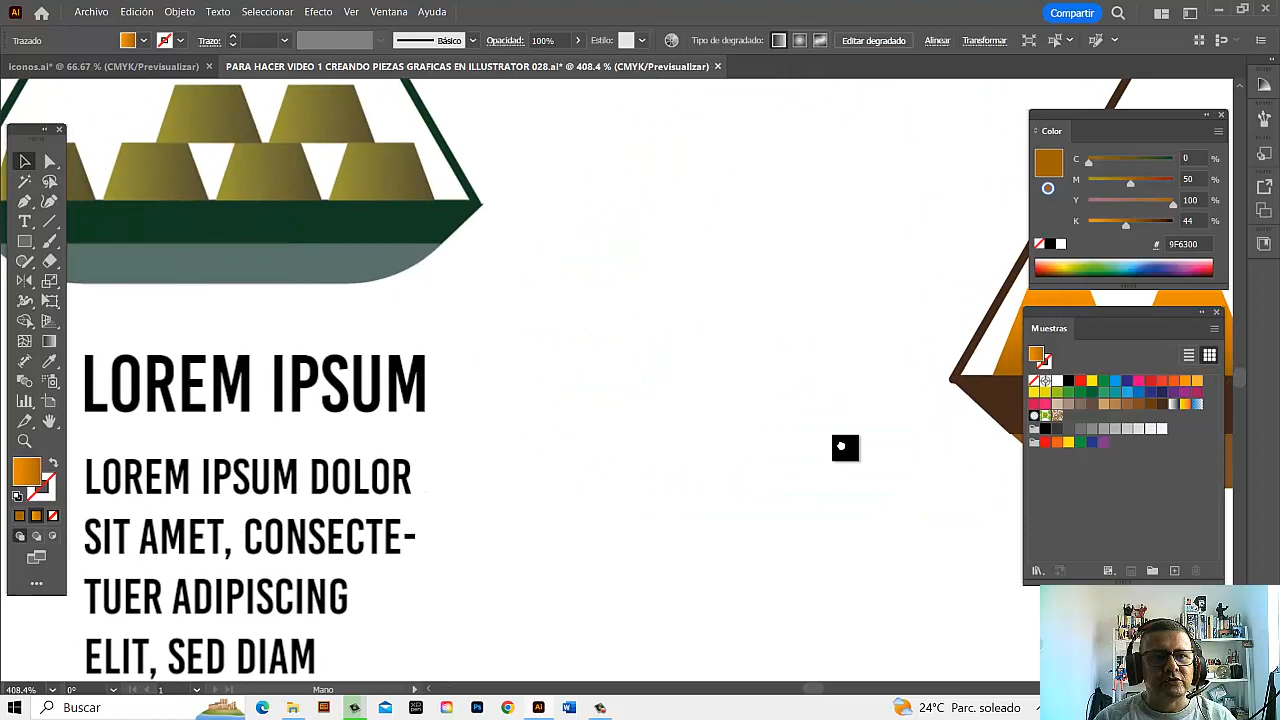 Ai Archivo Edición Objeto Texto Seleccionar Efecto Ver Ventana Ayuda Compartir
Trazado Trazo: Básico Opacidad: 100% Estilo: Tipo de degradado: Editar degradado Alinear Transformar
iconos.ai* @ 66.67 % (CMYK/Previsualizar) × PARA HACER VIDEO 1 CREANDO PIEZAS GRAFICAS EN ILLUSTRATOR 028.ai* @ 408.4 % (CMYK/Previsualizar) ×
Color
C 0 %
M 50 %
Y 100 %
K 44 %
# 9F6300
Muestras
LOREM IPSUM
LOREM IPSUM DOLOR
SIT AMET, CONSECTE-
TUER ADIPISCING
ELIT, SED DIAM
408.4% 0° 1 Mano
Buscar 24°C Parc. soleado